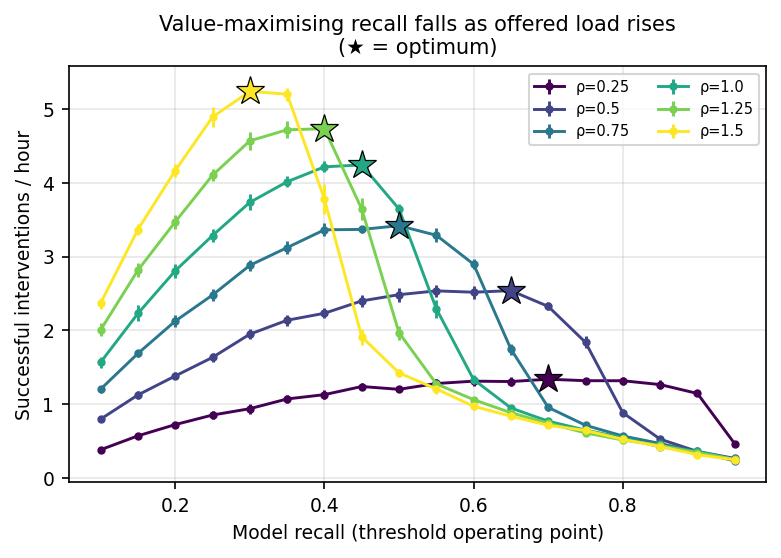 Value-maximising recall falls as offered load rises
(★ = optimum)
Successful interventions / hour
5
4
3
2
1
0
ρ=0.25
ρ=0.5
ρ=0.75
ρ=1.0
ρ=1.25
ρ=1.5
0.2
0.4
0.6
0.8
Model recall (threshold operating point)